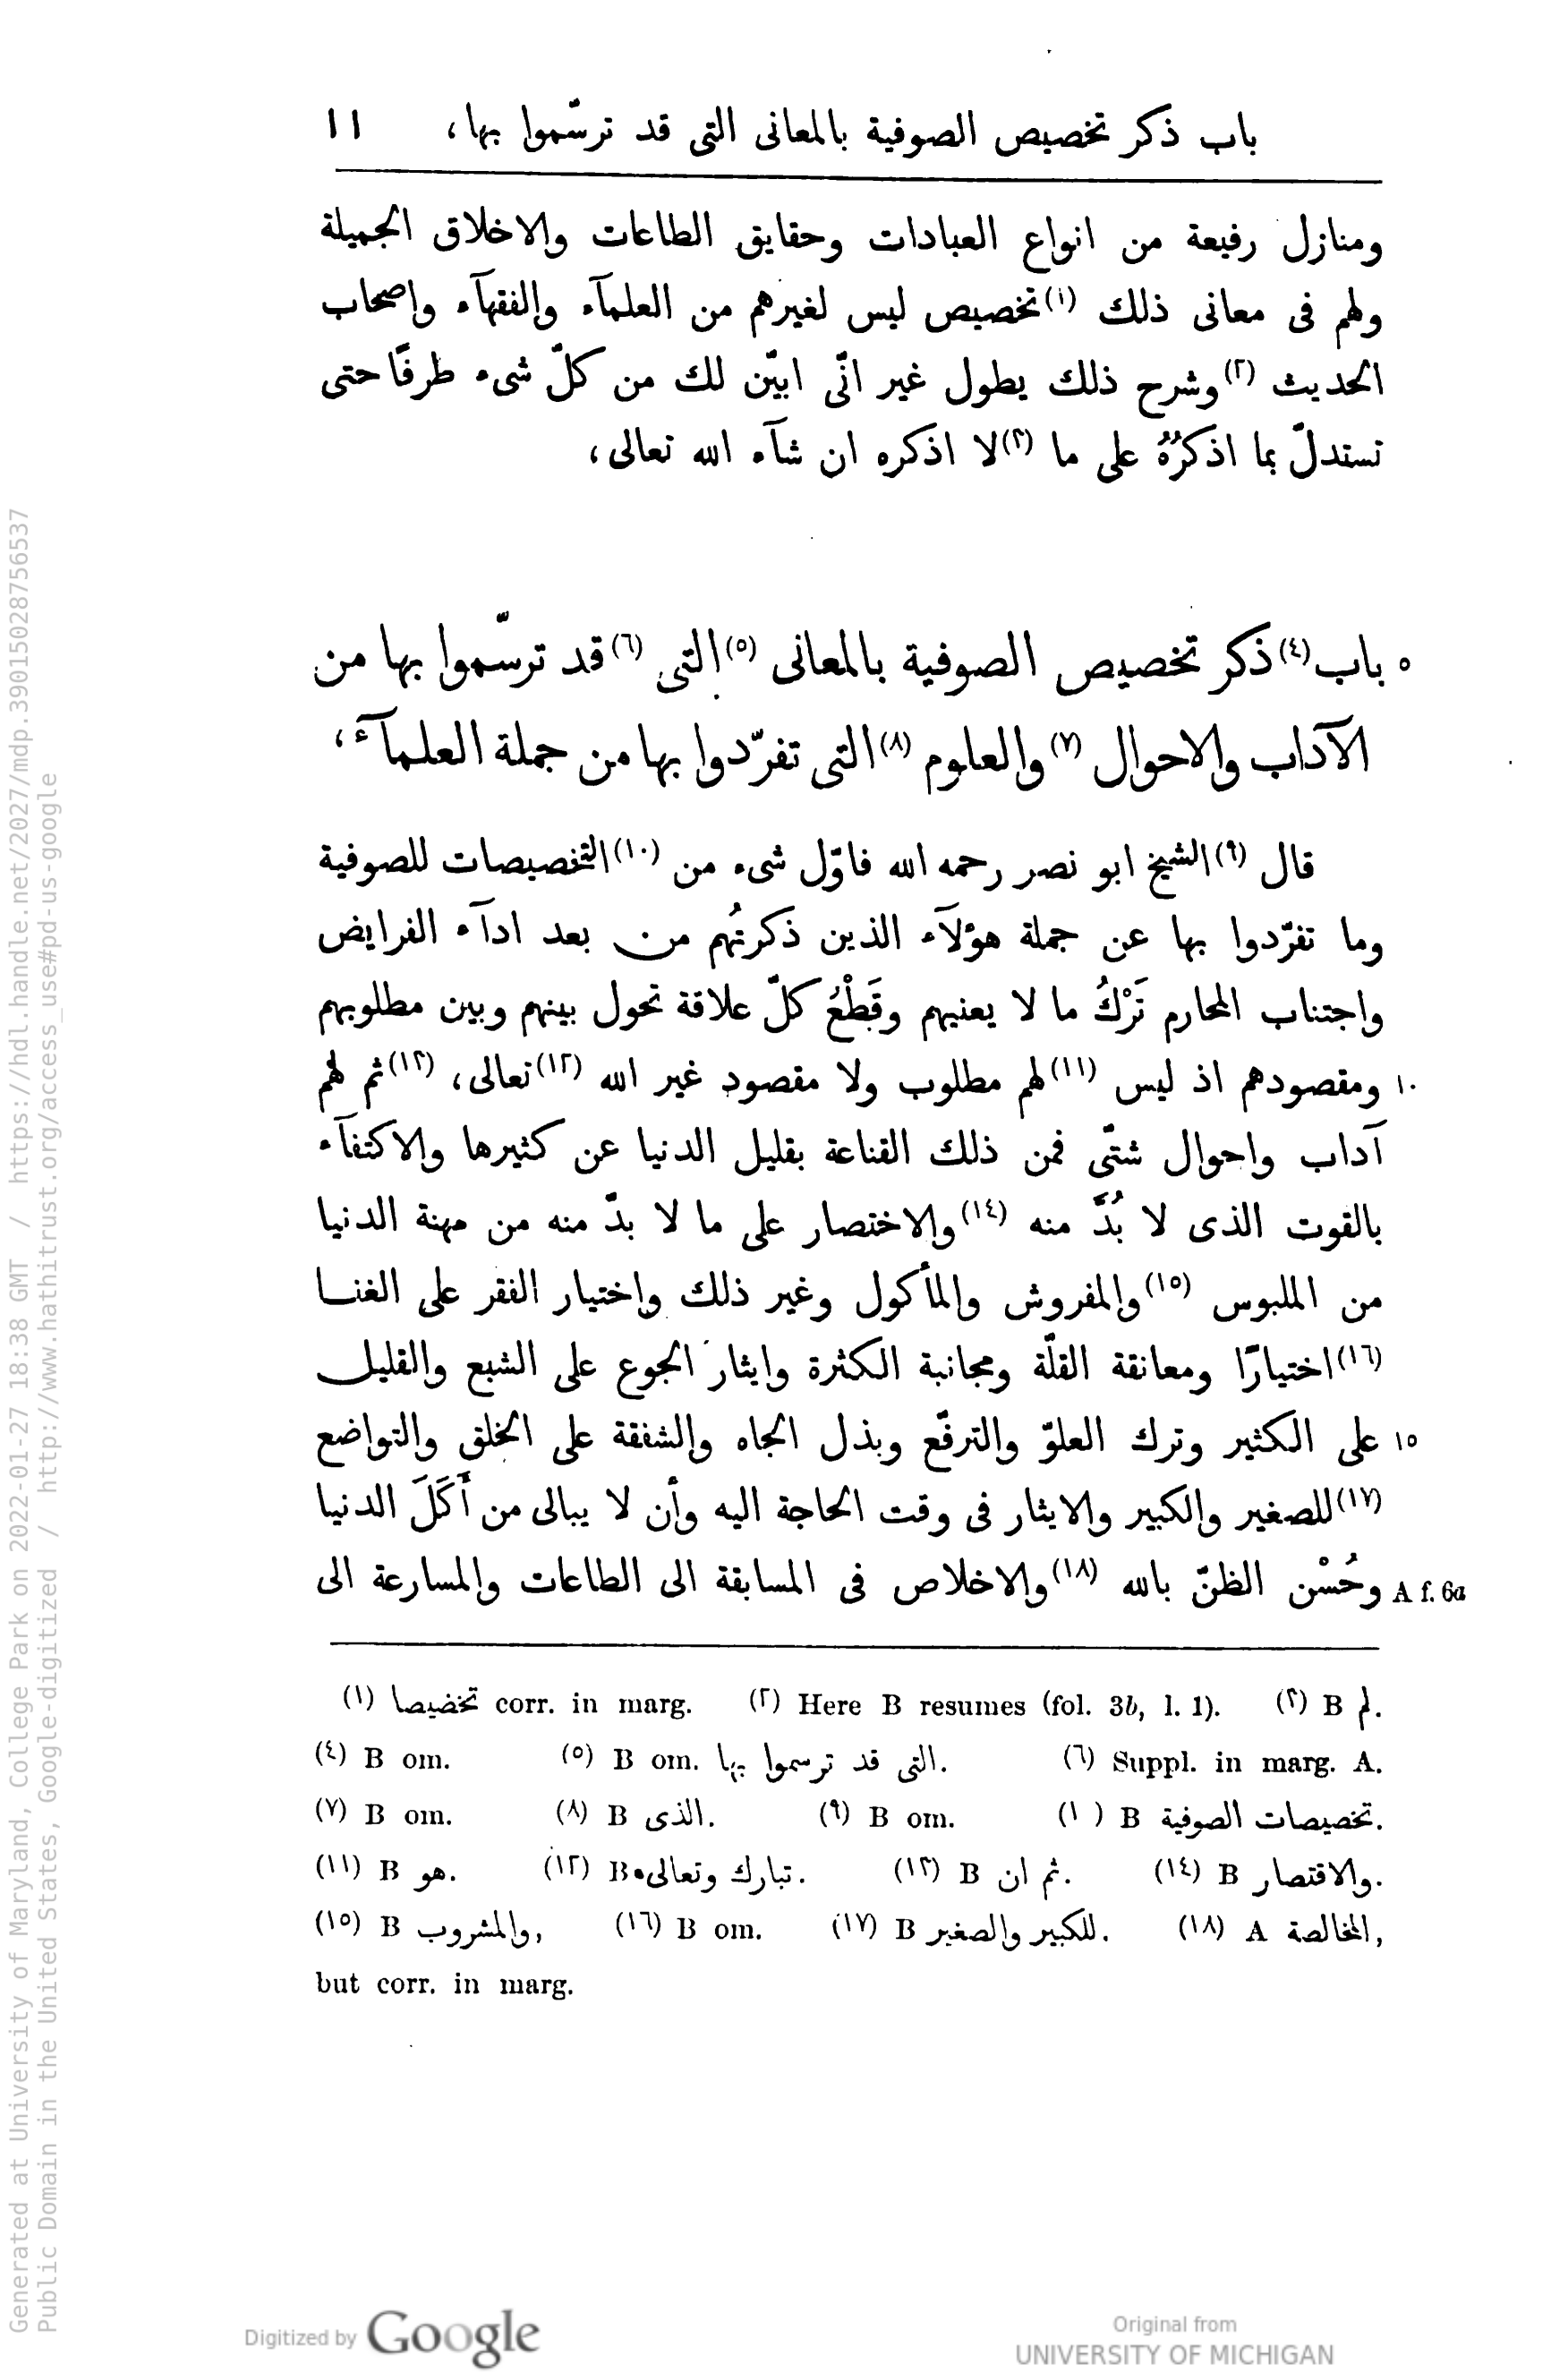 باب ذكر تخصيص الصوفية بالمعانى التى قد ترسّموا بها، ١١
ومنازل رفيعة من انواع العبادات وحقايق الطاعات والاخلاق الجميلة
ولهم فى معانى ذلك (١)تخصيص ليس لغيرهم من العلمآء والفقهآء واصحاب
الحديث (٢)وشرح ذلك يطول غير انّى ابيّن لك من كلّ شىء طرفًا حتى
تستدلّ بما اذكرُهُ على ما (٣)لا اذكره ان شآء الله تعالى،
٥ باب(٤)ذكر تخصيص الصوفية بالمعانى (٥)التى (٦)قد ترسّموا بها من
الآداب والاحوال (٧)والعلوم (٨)التى تفرّدوا بها من جملة العلمآء،
قال (٩)الشيخ ابو نصر رحمه الله فاوّل شىء من (١٠)التخصيصات للصوفية
وما تفرّدوا بها عن جملة هؤلآء الذين ذكرتُهم من بعد ادآء الفرايض
واجتناب المحارم تَرْكُ ما لا يعنيهم وقَطْعُ كلّ علاقة تحول بينهم وبين مطلوبهم
١٠ ومقصودهم اذ ليس (١١)لهم مطلوب ولا مقصود غير الله (١٢)تعالى، (١٣)ثم لهم
آداب واحوال شتّى فمن ذلك القناعة بقليل الدنيا عن كثيرها والاكتفآء
بالقوت الذى لا بُدَّ منه (١٤)والاختصار على ما لا بدّ منه من مهنة الدنيا
من الملبوس (١٥)والمفروش والمأكول وغير ذلك واختيار الفقر على الغنا
(١٦)اختيارًا ومعانقة القلّة ومجانبة الكثرة وايثار الجوع على الشبع والقليل
١٥ على الكثير وترك العلوّ والترفّع وبذل الجاه والشفقة على الخلق والتواضع
(١٧)للصغير والكبير والايثار فى وقت الحاجة اليه وأن لا يبالى من أَكَلَ الدنيا
A f. 6a وحُسْن الظنّ بالله (١٨)والاخلاص فى المسابقة الى الطاعات والمسارعة الى
(١) تخضيصا corr. in marg. (٢) Here B resumes (fol. 3b, l. 1). (٣) B لم.
(٤) B om. (٥) B om. التى قد ترسموا بها. (٦) Suppl. in marg. A.
(٧) B om. (٨) B الذى. (٩) B om. (١ ) B تخصيصات الصوفية.
(١١) B هو. (١٢) B تبارك وتعالى. (١٣) B ثم ان. (١٤) B والاقتصار.
(١٥) B والمشروب, (١٦) B om. (١٧) B للكبير والصغير. (١٨) A المخالصة,
but corr. in marg.
Generated at University of Maryland, College Park on 2022-01-27 18:38 GMT / https://hdl.handle.net/2027/mdp.39015028756537
Public Domain in the United States, Google-digitized / http://www.hathitrust.org/access_use#pd-us-google
Digitized by Google
Original from
UNIVERSITY OF MICHIGAN